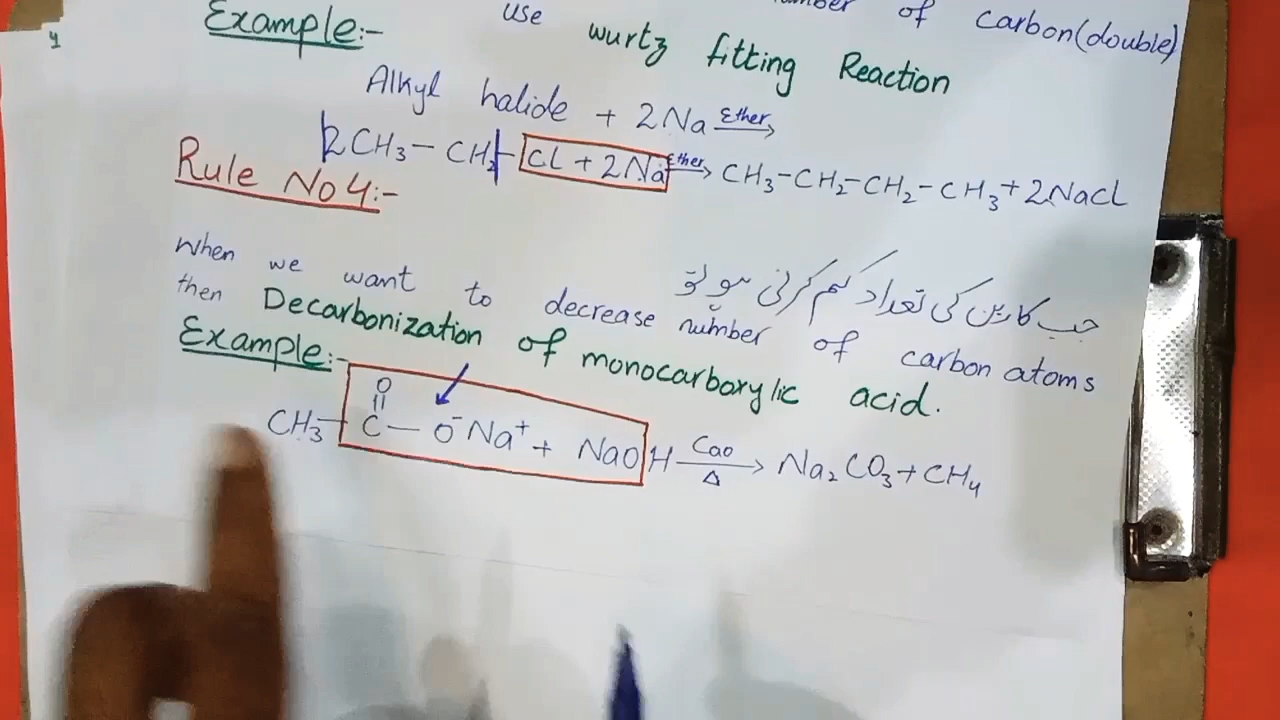 number of carbon(double)
Example:- use wurtz fitting Reaction
Alkyl halide + 2Na Ether→
2CH₃-CH₂-Cl + 2Na Ether→ CH₃-CH₂-CH₂-CH₃ + 2NaCl
Rule No4:-
جب کاربن کی تعداد کم کرنی ہو تو
When we want to decrease number of carbon atoms
then Decarbonization of monocarboxylic acid.
Example:-
O
||
CH₃-C-O⁻Na⁺ + NaOH CaO→ Δ Na₂CO₃ + CH₄